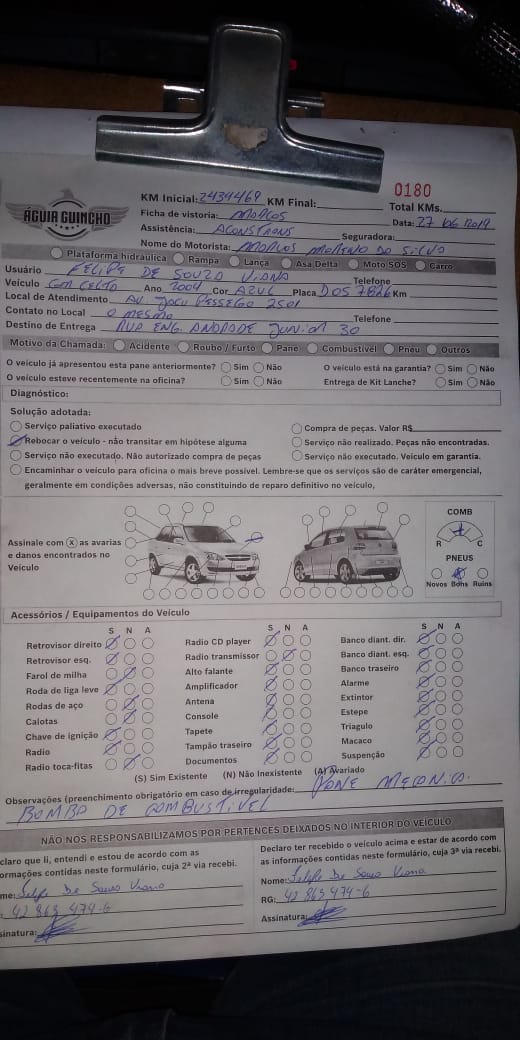 0180
ÁGUIA GUINCHO
KM Inicial: 2434469 KM Final: Total KMs.
Ficha de vistoria: MARCOS Data: 27 06 2019
Assistência: Seguradora:
Nome do Motorista: MARCOS MORENO DA SILVA
Plataforma hidráulica Rampa Lança Asa Delta Moto SOS Carro
Usuário FELIPE DE SOUZA VIANA Telefone
Veículo GM CELTA Ano 2004 Cor AZUL Placa DOS 7826 Km
Local de Atendimento AV. JACU PESSEGO 2501
Contato no Local O MESMO Telefone
Destino de Entrega RUA ENG. ANDRADE JUNIOR 30
Motivo da Chamada: Acidente Roubo / Furto Pane Combustível Pneu Outros
O veículo já apresentou esta pane anteriormente? Sim Não O veículo está na garantia? Sim Não
O veículo esteve recentemente na oficina? Sim Não Entrega de Kit Lanche? Sim Não
Diagnóstico:
Solução adotada:
Serviço paliativo executado Compra de peças. Valor R$
Rebocar o veículo - não transitar em hipótese alguma Serviço não realizado. Peças não encontradas.
Serviço não executado. Não autorizado compra de peças Serviço não executado. Veículo em garantia.
Encaminhar o veículo para oficina o mais breve possível. Lembre-se que os serviços são de caráter emergencial,
geralmente em condições adversas, não constituindo de reparo definitivo no veículo,
Assinale com X as avarias
e danos encontrados no
Veículo
COMB
R C
PNEUS
Novos Bons Ruins
Acessórios / Equipamentos do Veículo
S N A S N A S N A
Retrovisor direito Radio CD player Banco diant. dir.
Retrovisor esq. Radio transmissor Banco diant. esq.
Farol de milha Alto falante Banco traseiro
Roda de liga leve Amplificador Alarme
Rodas de aço Antena Extintor
Calotas Console Estepe
Chave de ignição Tapete Triagulo
Radio Tampão traseiro Macaco
Radio toca-fitas Documentos Suspenção
(S) Sim Existente (N) Não Inexistente (A) Avariado
Observações (preenchimento obrigatório em caso de irregularidade: PANE MECANICA.
BOMBA DE COMBUSTIVEL
NÃO NOS RESPONSABILIZAMOS POR PERTENCES DEIXADOS NO INTERIOR DO VEÍCULO
claro que li, entendi e estou de acordo com as
ormações contidas neste formulário, cuja 2ª via recebi.
me: Felipe De Souza Viana
42 863 474-6
sinatura:
Declaro ter recebido o veículo acima e estar de acordo com
as informações contidas neste formulário, cuja 3ª via recebi.
Nome: Felipe De Souza Viana
RG: 42 863 474-6
Assinatura: